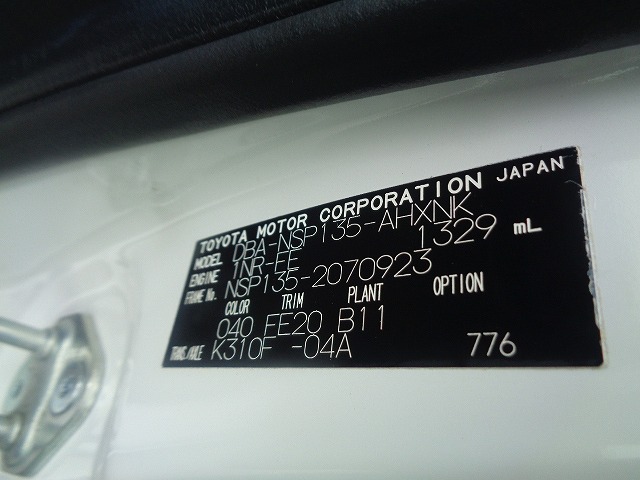 TOYOTA MOTOR CORPORATION JAPAN
MODEL DBA-NSP135-AHXNK
ENGINE 1NR-FE 1329 mL
FRAME No. NSP135-2070923
COLOR TRIM PLANT OPTION
040 FE20 B11
TRANS./AXLE K310F -04A 776